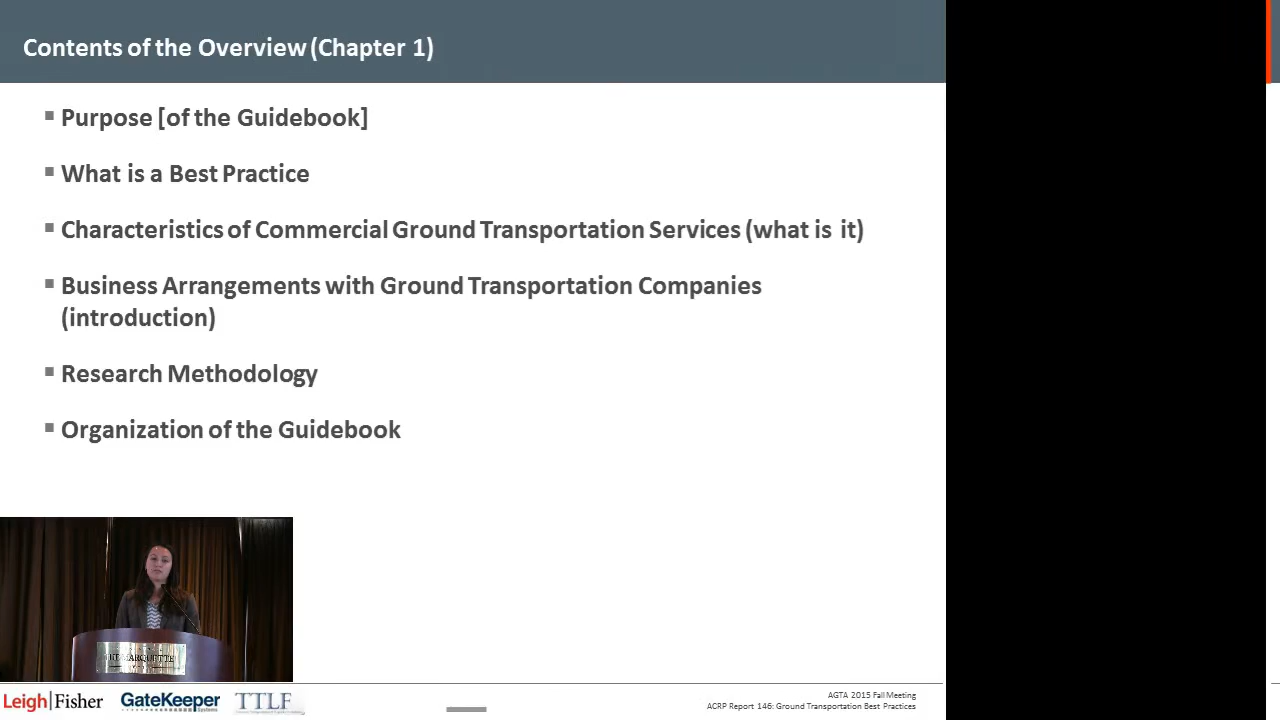 Contents of the Overview (Chapter 1)
Purpose [of the Guidebook]
What is a Best Practice
Characteristics of Commercial Ground Transportation Services (what is it)
Business Arrangements with Ground Transportation Companies
(introduction)
Research Methodology
Organization of the Guidebook
MARQUETTE
Leigh|Fisher
GateKeeper
Systems
TTLF
AGTA 2015 Fall Meeting
ACRP Report 146: Ground Transportation Best Practices